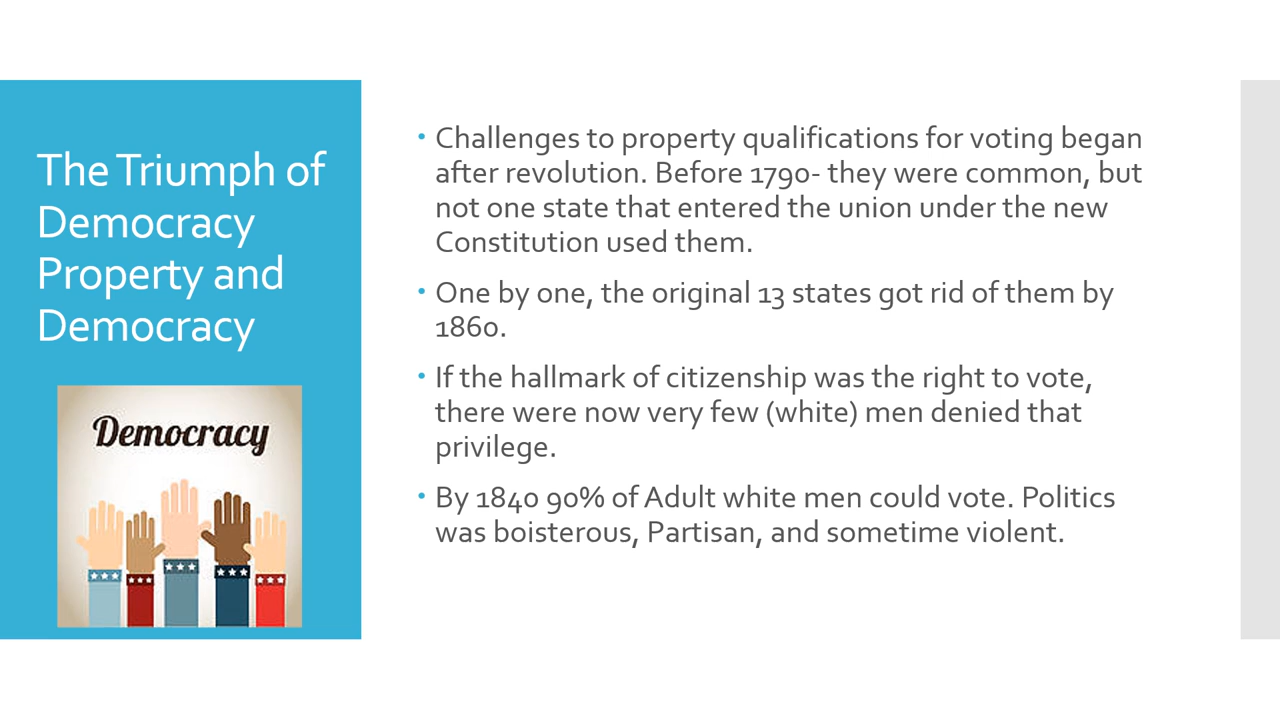 The Triumph of
Democracy
Property and
Democracy
Democracy
• Challenges to property qualifications for voting began
after revolution. Before 1790- they were common, but
not one state that entered the union under the new
Constitution used them.
• One by one, the original 13 states got rid of them by
1860.
• If the hallmark of citizenship was the right to vote,
there were now very few (white) men denied that
privilege.
• By 1840 90% of Adult white men could vote. Politics
was boisterous, Partisan, and sometime violent.